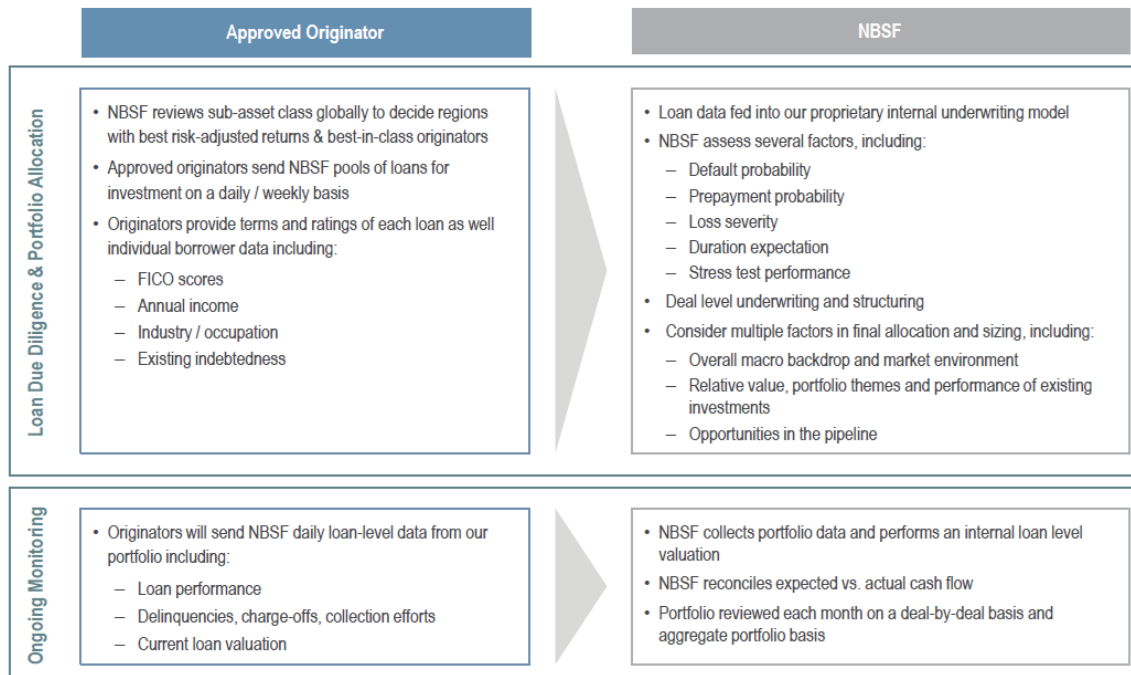 Approved Originator
NBSF
Loan Due Diligence & Portfolio Allocation
• NBSF reviews sub-asset class globally to decide regions
with best risk-adjusted returns & best-in-class originators
• Approved originators send NBSF pools of loans for
investment on a daily / weekly basis
• Originators provide terms and ratings of each loan as well
individual borrower data including:
– FICO scores
– Annual income
– Industry / occupation
– Existing indebtedness
• Loan data fed into our proprietary internal underwriting model
• NBSF assess several factors, including:
– Default probability
– Prepayment probability
– Loss severity
– Duration expectation
– Stress test performance
• Deal level underwriting and structuring
• Consider multiple factors in final allocation and sizing, including:
– Overall macro backdrop and market environment
– Relative value, portfolio themes and performance of existing
investments
– Opportunities in the pipeline
Ongoing Monitoring
• Originators will send NBSF daily loan-level data from our
portfolio including:
– Loan performance
– Delinquencies, charge-offs, collection efforts
– Current loan valuation
• NBSF collects portfolio data and performs an internal loan level
valuation
• NBSF reconciles expected vs. actual cash flow
• Portfolio reviewed each month on a deal-by-deal basis and
aggregate portfolio basis